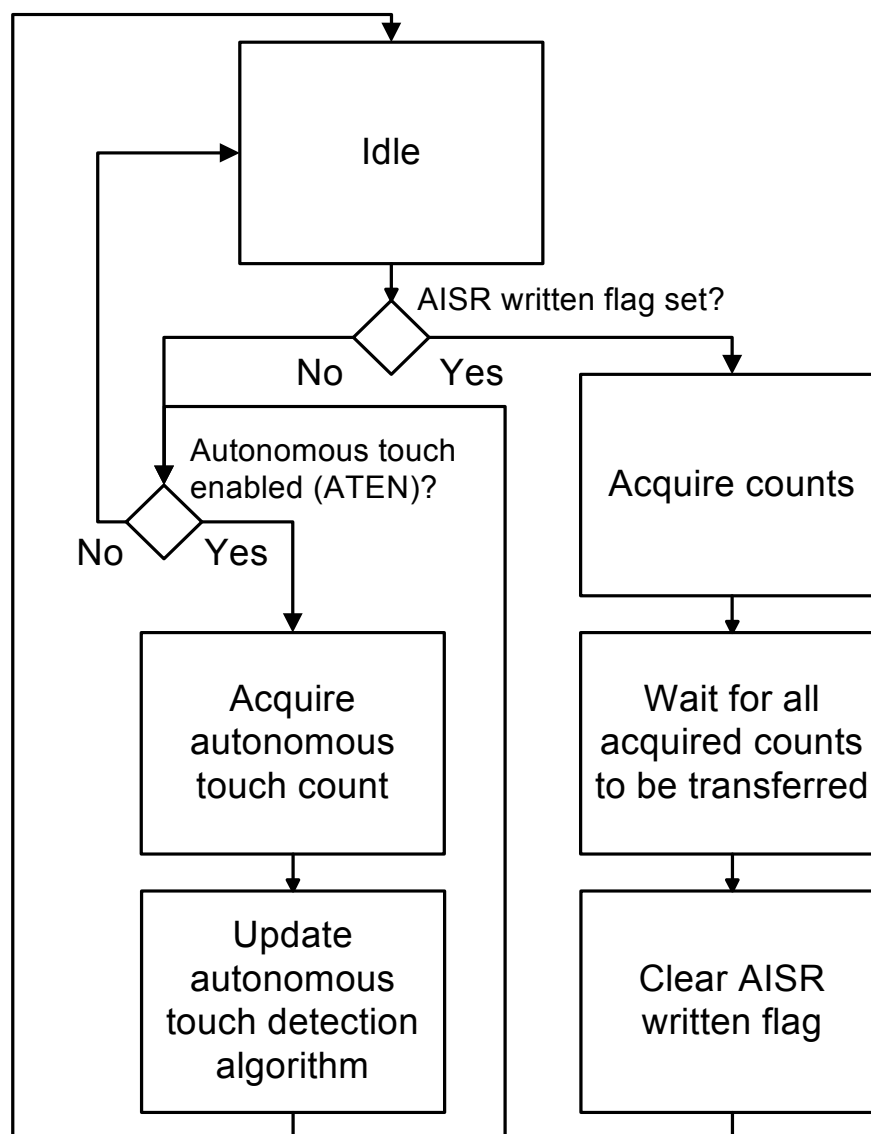 Idle
AISR written flag set?
No
Yes
Autonomous touch
enabled (ATEN)?
No
Yes
Acquire counts
Acquire
autonomous
touch count
Wait for all
acquired counts
to be transferred
Update
autonomous
touch detection
algorithm
Clear AISR
written flag